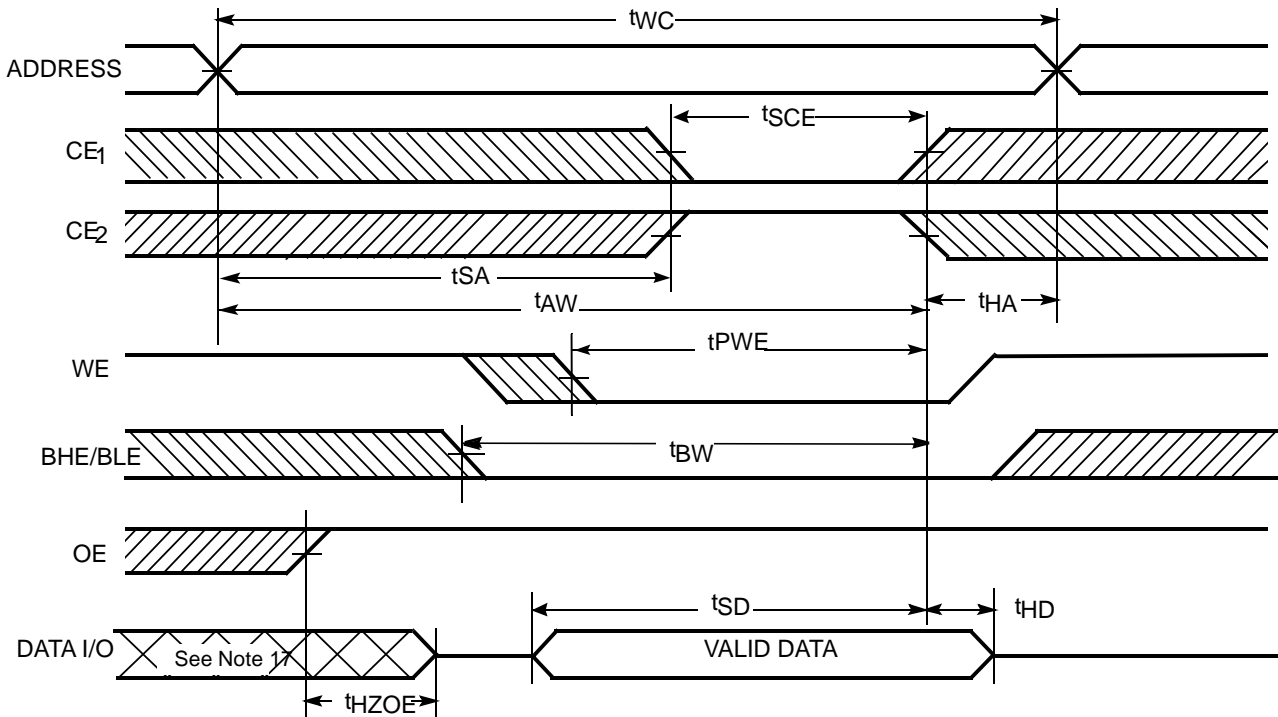 tWC
ADDRESS
tSCE
CE1
CE2
tSA
tAW
tHA
tPWE
WE
BHE/BLE
tBW
OE
tSD
tHD
DATA I/O
See Note 17
VALID DATA
tHZOE